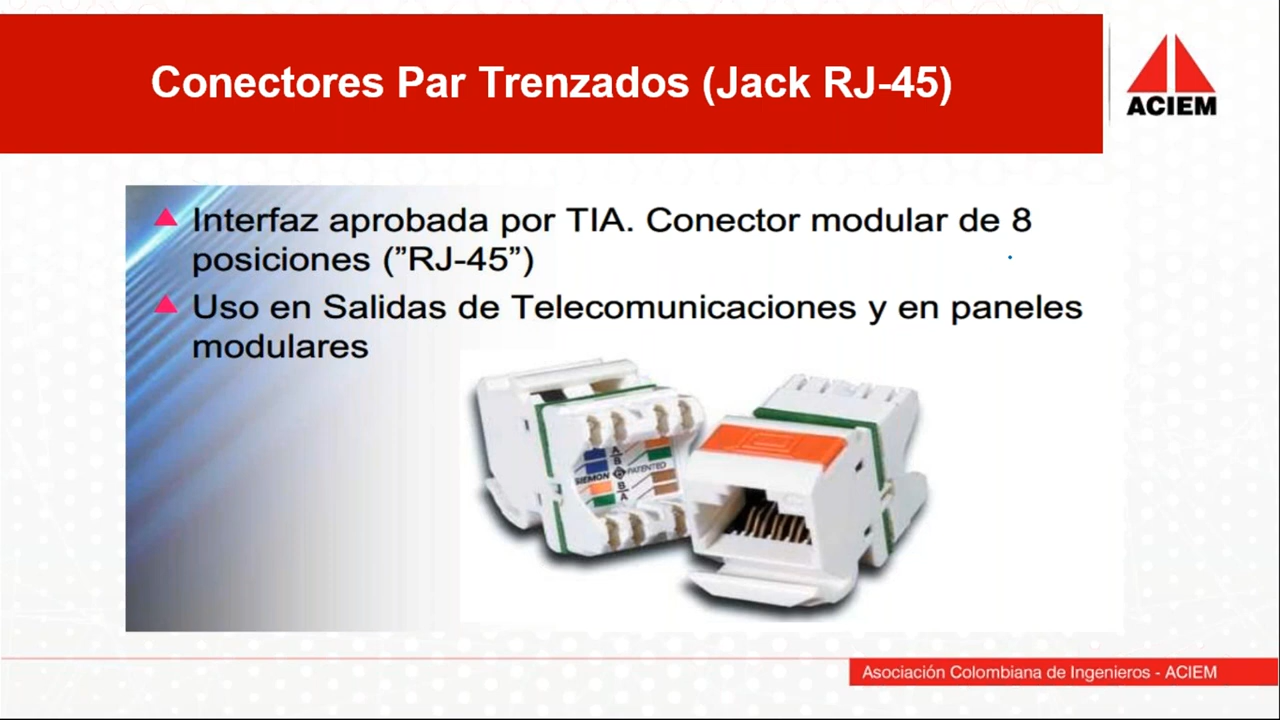 Conectores Par Trenzados (Jack RJ-45)
ACIEM
Interfaz aprobada por TIA. Conector modular de 8
posiciones (”RJ-45”)
Uso en Salidas de Telecomunicaciones y en paneles
modulares
A
B
SIEMON PATENTED
B
A
Asociación Colombiana de Ingenieros - ACIEM